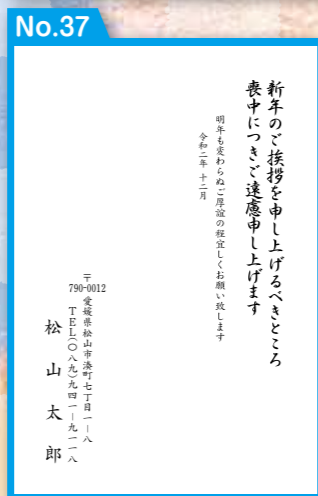 No.37
新年のご挨拶を申し上げるべきところ
喪中につきご遠慮申し上げます
明年も変わらぬご厚誼の程宜しくお願い致します
令和二年 十二月
〒790-0012
愛媛県松山市湊町七丁目一ー八
TEL(〇八九)九四一ー九一一八
松山太郎